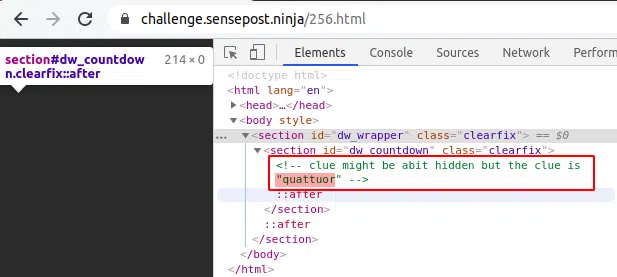 challenge.sensepost.ninja/256.html
section#dw_countdow 214 × 0
n.clearfix::after
Elements Console Sources Network Perform
<!doctype html>
<html lang="en">
<head>…</head>
<body style>
… <section id="dw_wrapper" class="clearfix"> == $0
<section id="dw_countdown" class="clearfix">
<!-- clue might be abit hidden but the clue is
"quattuor" -->
::after
</section>
::after
</section>
</body>
</html>